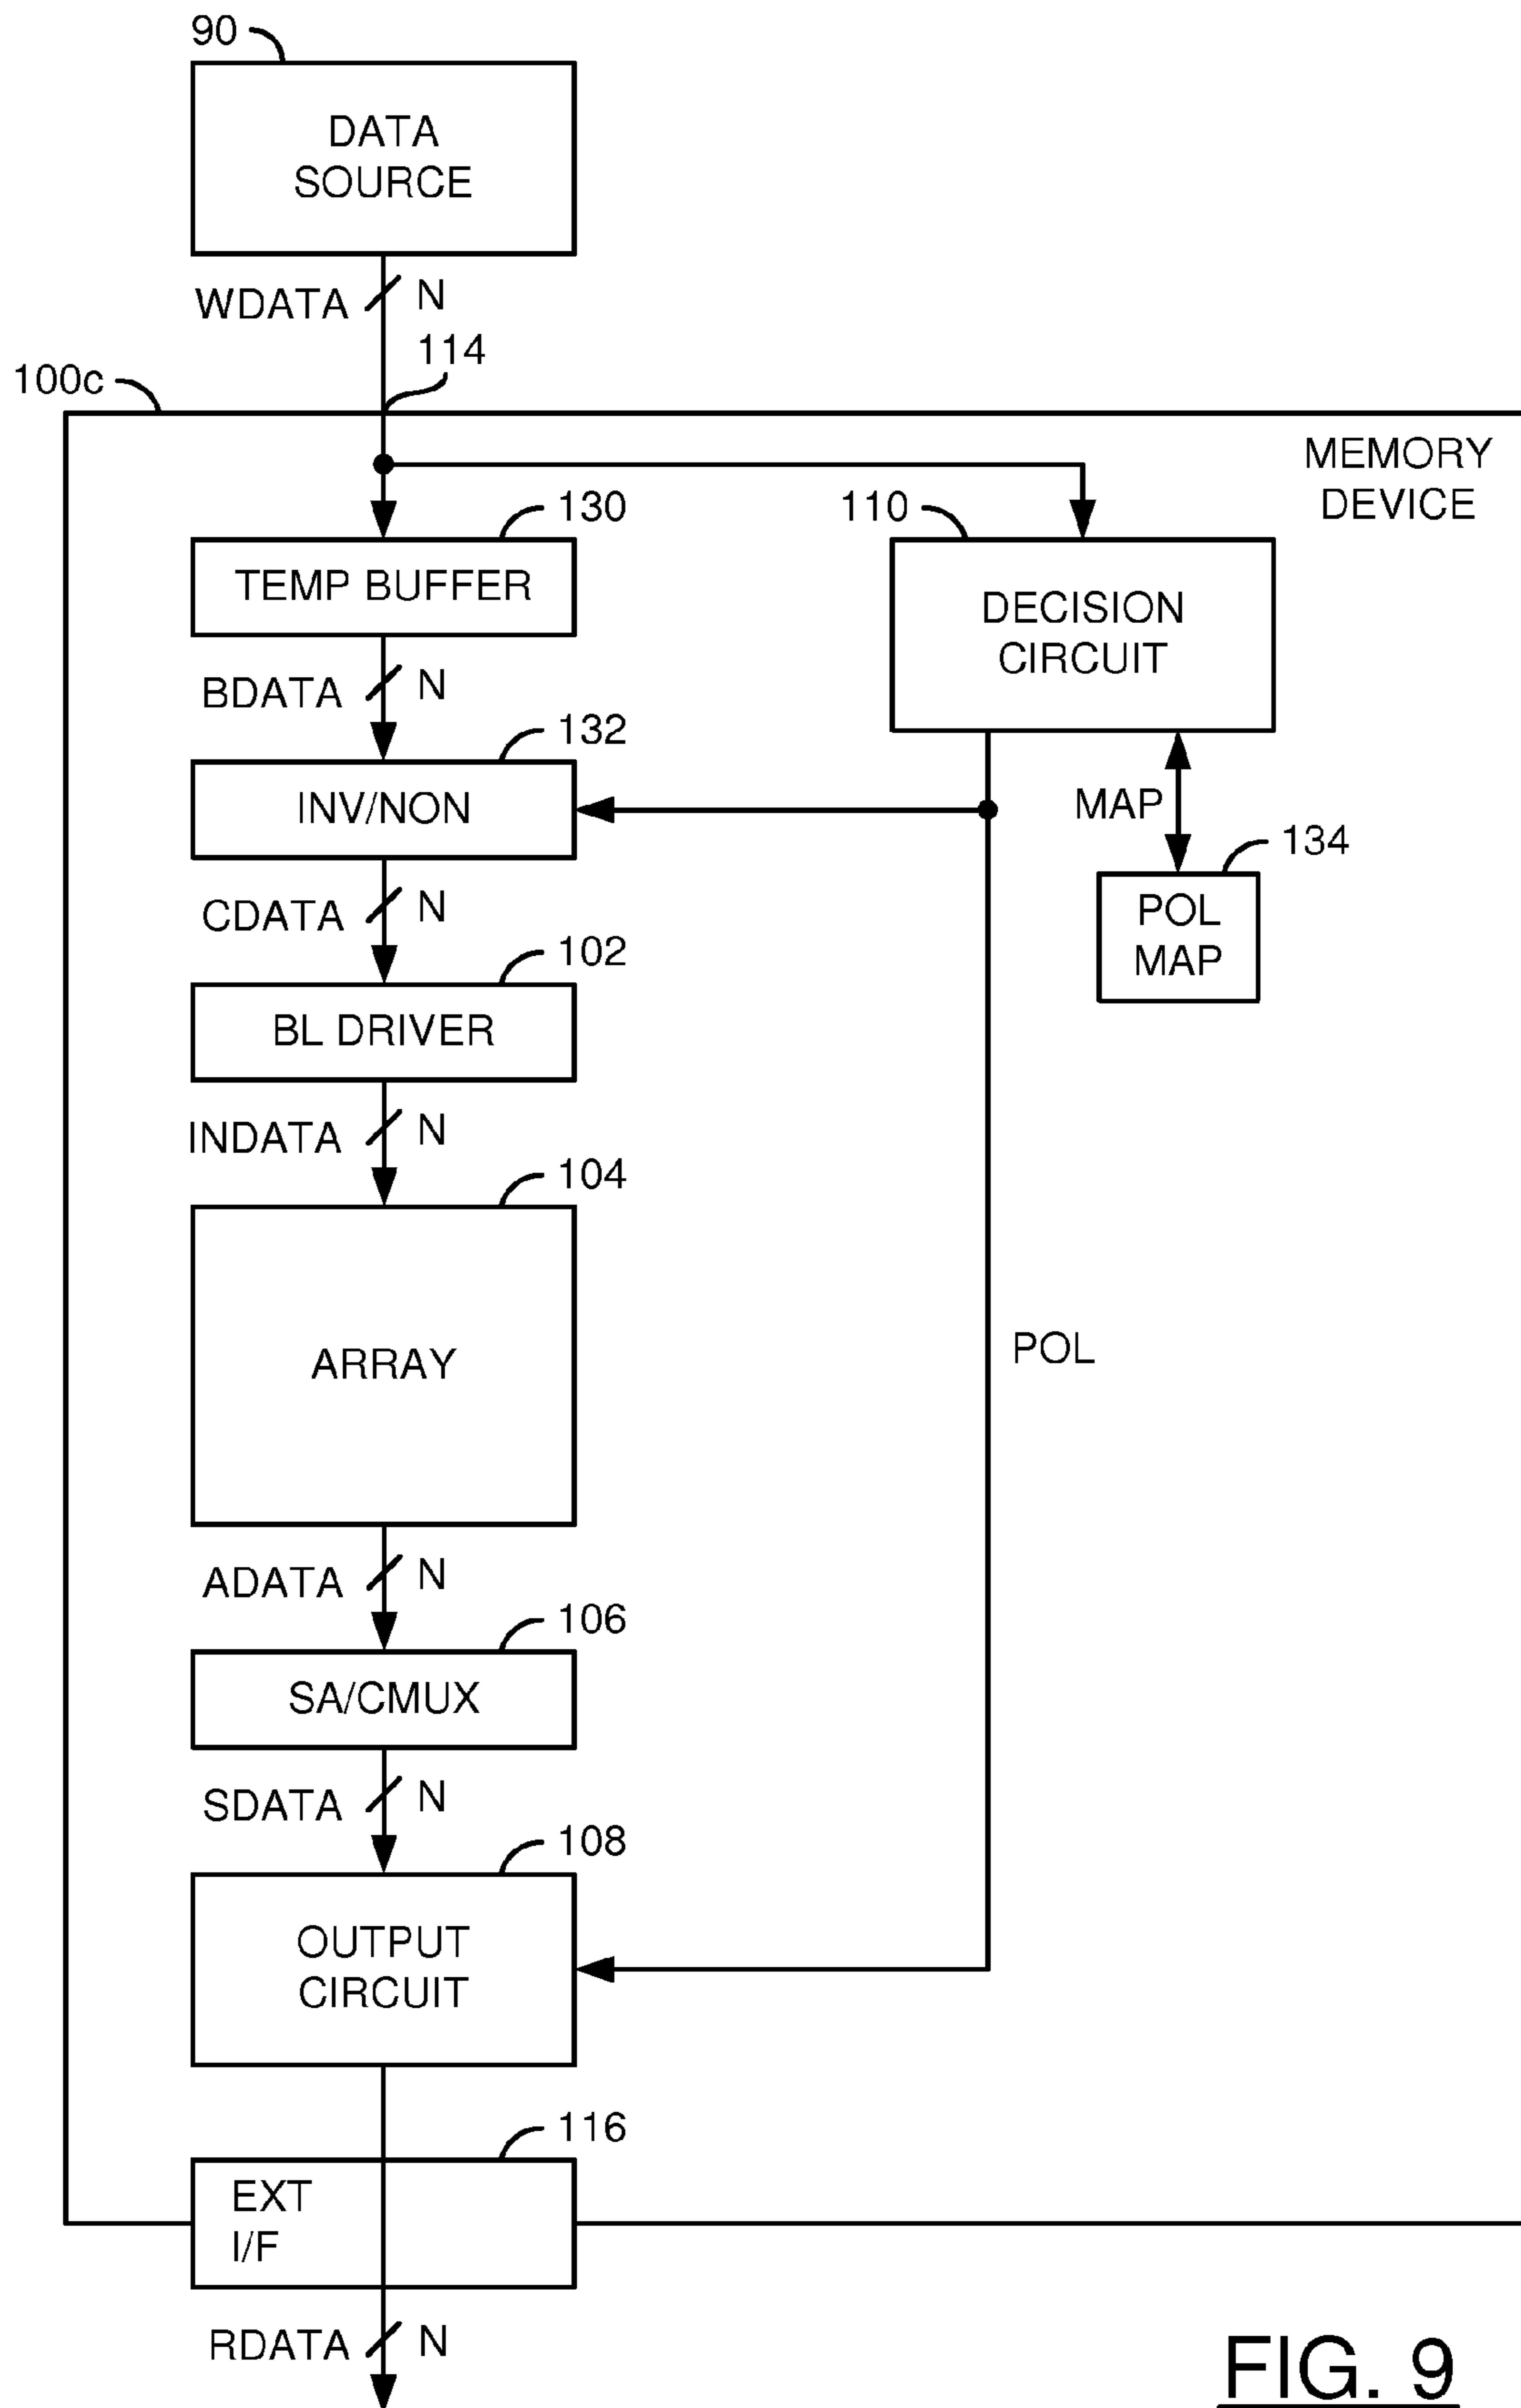 90
DATA
SOURCE
WDATA N
114
100c
MEMORY
DEVICE
130
110
TEMP BUFFER
DECISION
CIRCUIT
BDATA N
132
INV/NON
MAP
134
POL
MAP
CDATA N
102
BL DRIVER
INDATA N
104
ARRAY
POL
ADATA N
106
SA/CMUX
SDATA N
108
OUTPUT
CIRCUIT
116
EXT
I/F
RDATA N
FIG. 9